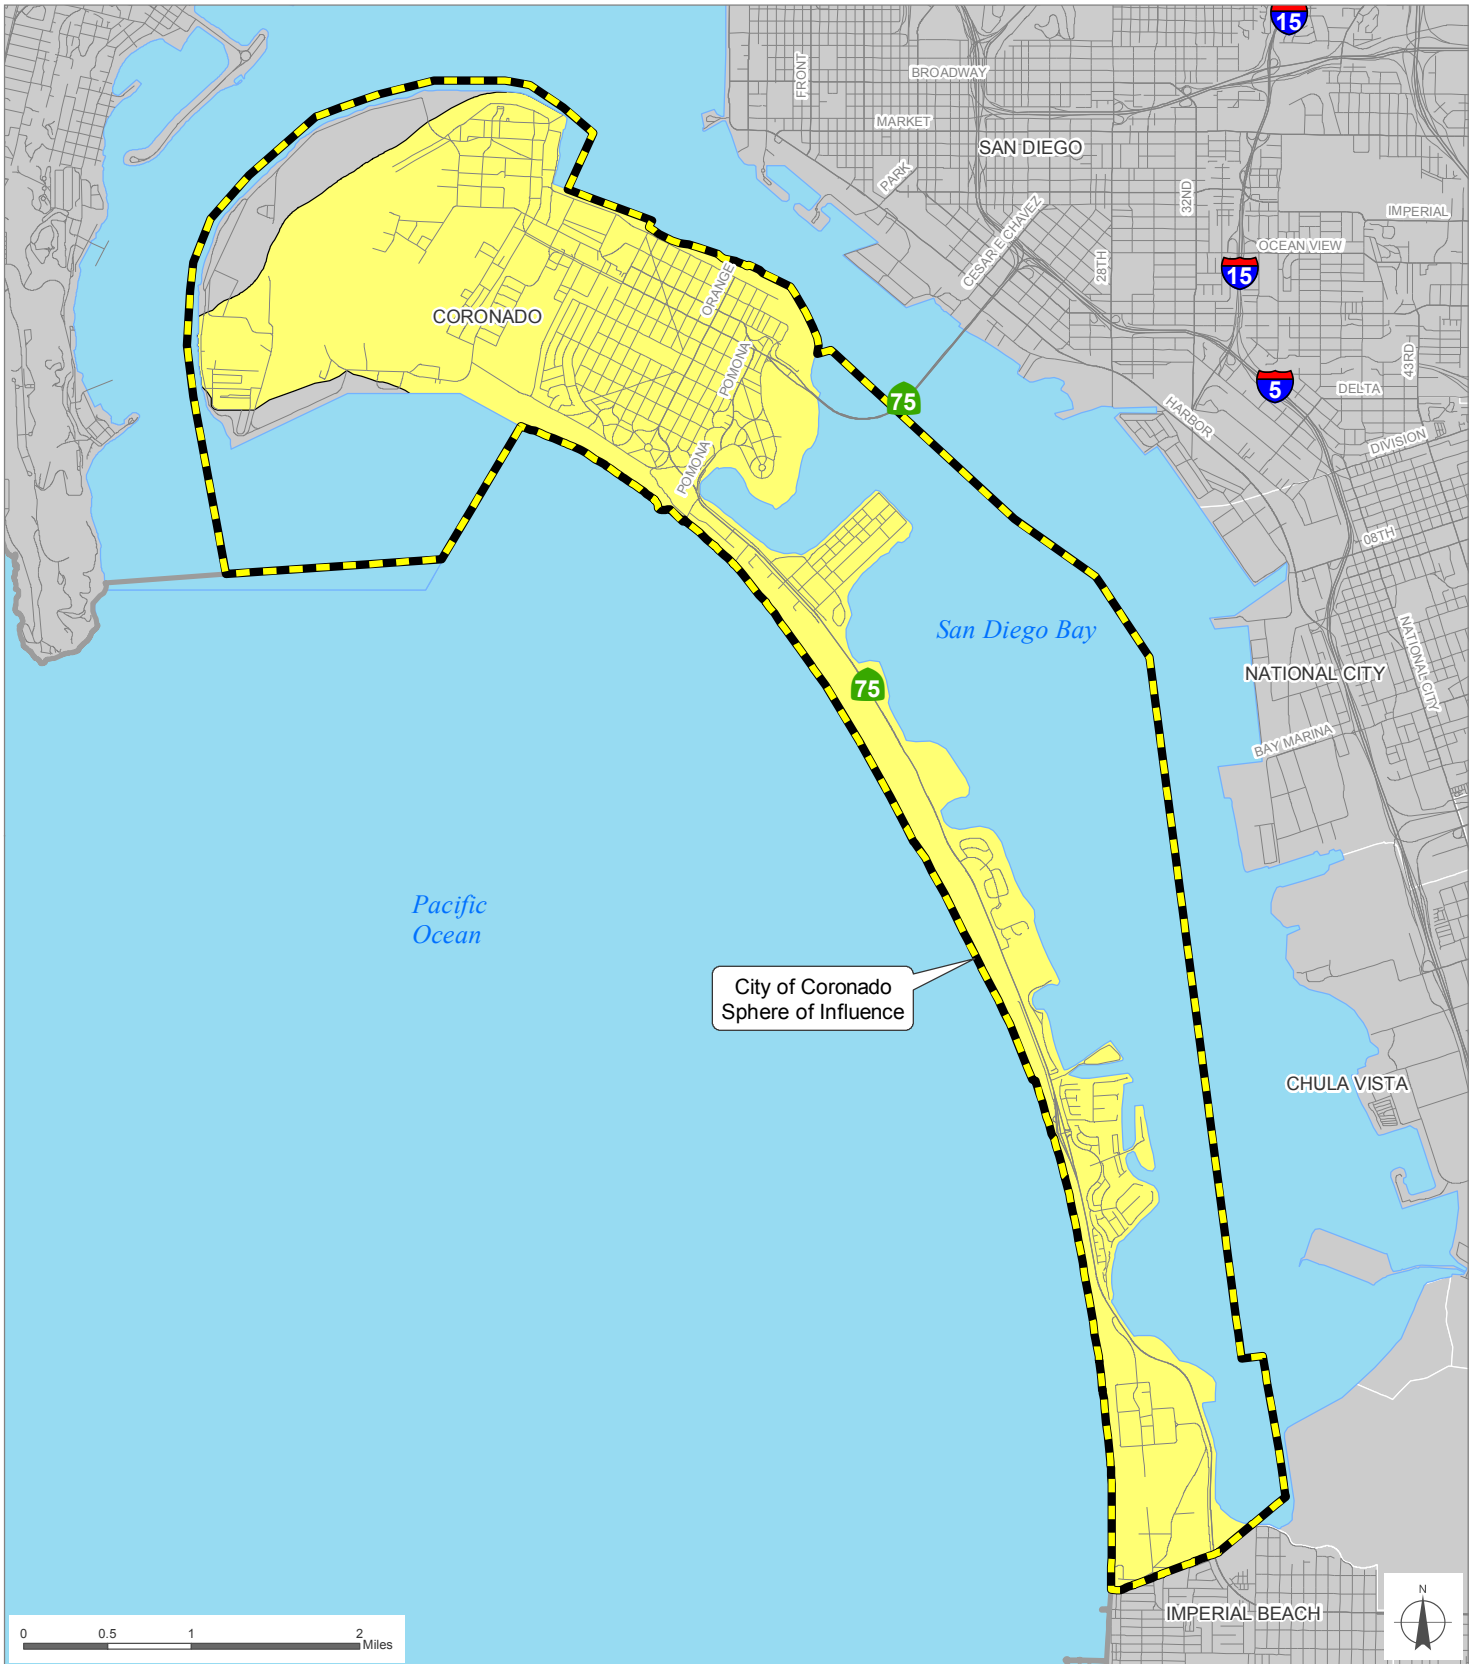 15
FRONT
BROADWAY
MARKET
SAN DIEGO
PARK
32ND
IMPERIAL
CESAR E CHAVEZ
OCEAN VIEW
28TH
15
ORANGE
CORONADO
POMONA
43RD
5
DELTA
75
HARBOR
DIVISION
POMONA
08TH
San Diego Bay
NATIONAL CITY
NATIONAL CITY
75
BAY MARINA
Pacific
Ocean
City of Coronado
Sphere of Influence
CHULA VISTA
IMPERIAL BEACH
N
0 0.5 1 2
Miles